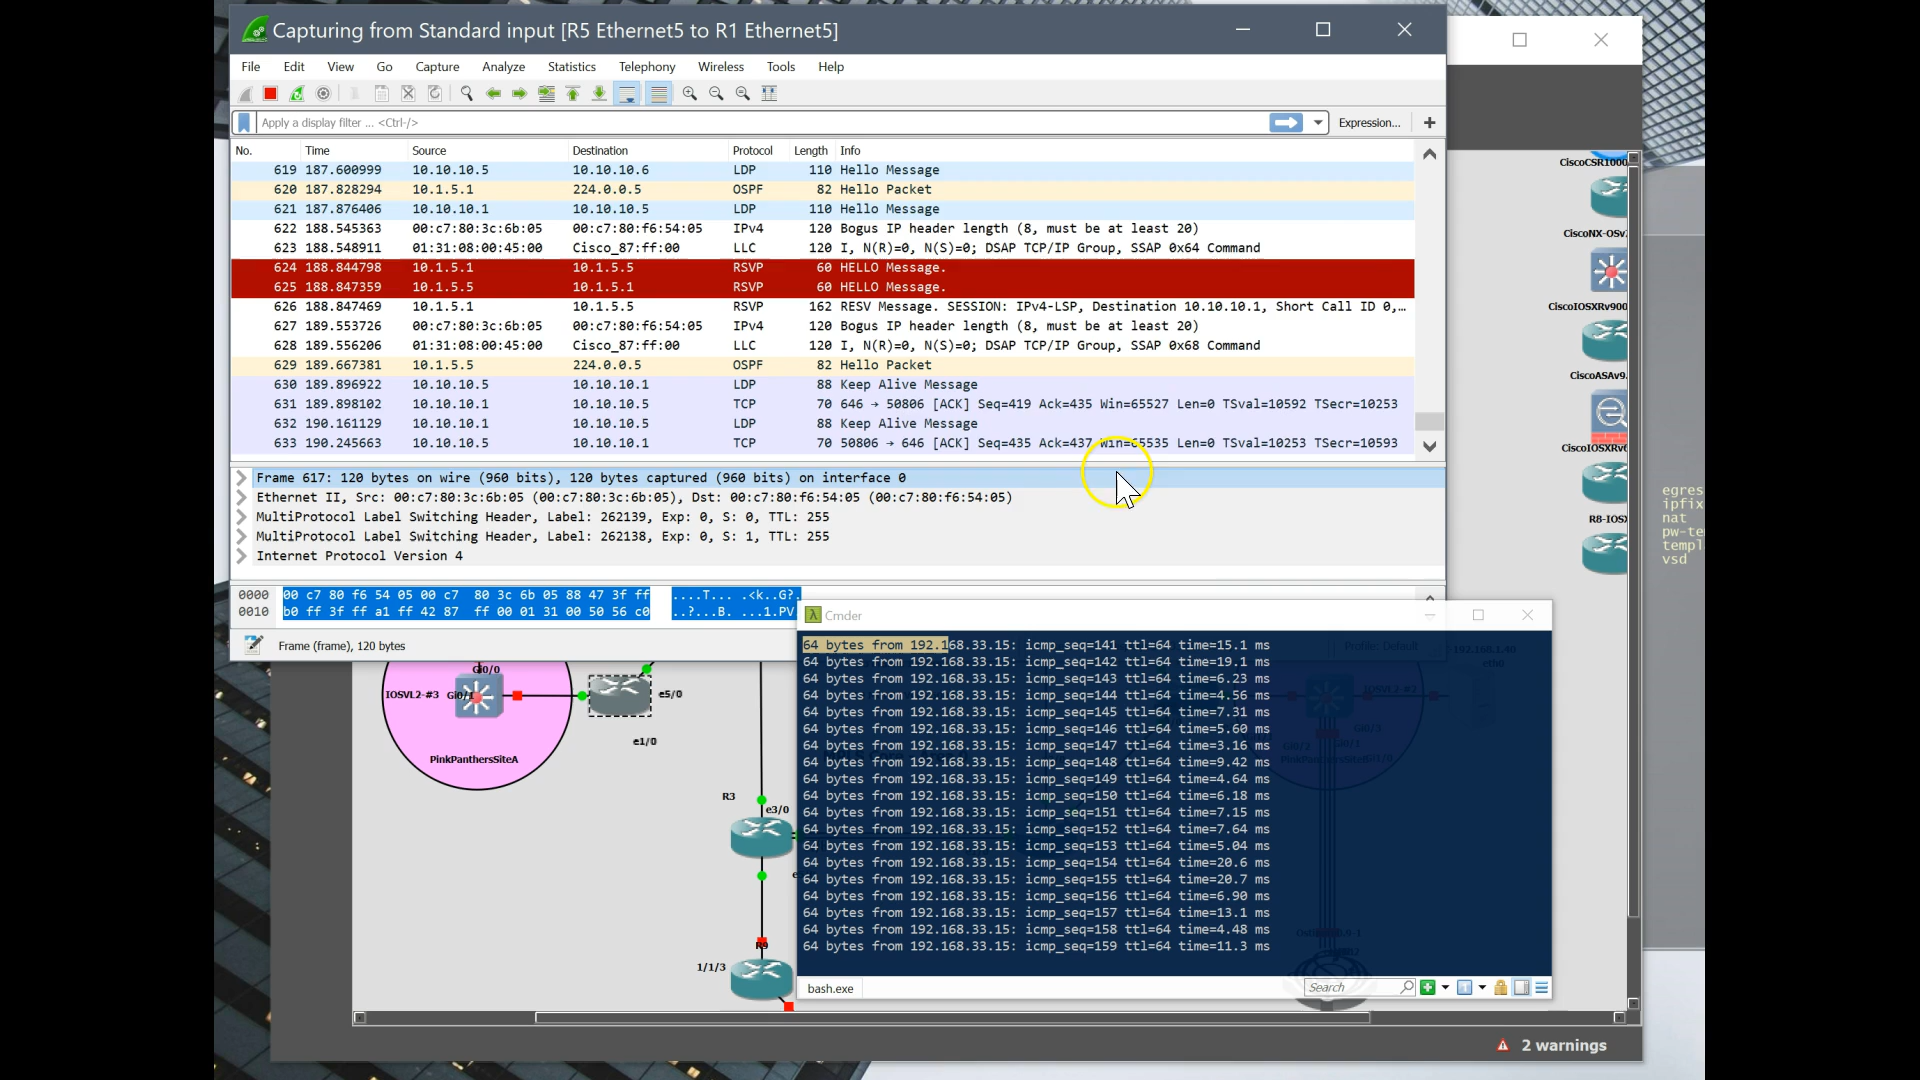 Capturing from Standard input [R5 Ethernet5 to R1 Ethernet5]
File Edit View Go Capture Analyze Statistics Telephony Wireless Tools Help
Apply a display filter ... <Ctrl-/> Expression... +
No. Time Source Destination Protocol Length Info
619 187.600999 10.10.10.5 10.10.10.6 LDP 110 Hello Message
620 187.828294 10.1.5.1 224.0.0.5 OSPF 82 Hello Packet
621 187.876406 10.10.10.1 10.10.10.5 LDP 110 Hello Message
622 188.545363 00:c7:80:3c:6b:05 00:c7:80:f6:54:05 IPv4 120 Bogus IP header length (8, must be at least 20)
623 188.548911 01:31:08:00:45:00 Cisco_87:ff:00 LLC 120 I, N(R)=0, N(S)=0; DSAP TCP/IP Group, SSAP 0x64 Command
624 188.844798 10.1.5.1 10.1.5.5 RSVP 60 HELLO Message.
625 188.847359 10.1.5.5 10.1.5.1 RSVP 60 HELLO Message.
626 188.847469 10.1.5.1 10.1.5.5 RSVP 162 RESV Message. SESSION: IPv4-LSP, Destination 10.10.10.1, Short Call ID 0,…
627 189.553726 00:c7:80:3c:6b:05 00:c7:80:f6:54:05 IPv4 120 Bogus IP header length (8, must be at least 20)
628 189.556206 01:31:08:00:45:00 Cisco_87:ff:00 LLC 120 I, N(R)=0, N(S)=0; DSAP TCP/IP Group, SSAP 0x68 Command
629 189.667381 10.1.5.5 224.0.0.5 OSPF 82 Hello Packet
630 189.896922 10.10.10.5 10.10.10.1 LDP 88 Keep Alive Message
631 189.898102 10.10.10.1 10.10.10.5 TCP 70 646 → 50806 [ACK] Seq=419 Ack=435 Win=65527 Len=0 TSval=10592 TSecr=10253
632 190.161129 10.10.10.1 10.10.10.5 LDP 88 Keep Alive Message
633 190.245663 10.10.10.5 10.10.10.1 TCP 70 50806 → 646 [ACK] Seq=435 Ack=437 Win=65535 Len=0 TSval=10253 TSecr=10593
Frame 617: 120 bytes on wire (960 bits), 120 bytes captured (960 bits) on interface 0
Ethernet II, Src: 00:c7:80:3c:6b:05 (00:c7:80:3c:6b:05), Dst: 00:c7:80:f6:54:05 (00:c7:80:f6:54:05)
MultiProtocol Label Switching Header, Label: 262139, Exp: 0, S: 0, TTL: 255
MultiProtocol Label Switching Header, Label: 262138, Exp: 0, S: 1, TTL: 255
Internet Protocol Version 4
0000 00 c7 80 f6 54 05 00 c7 80 3c 6b 05 88 47 3f ff ....T... .<k..G?.
0010 b0 ff 3f ff a1 ff 42 87 ff 00 01 31 00 50 56 c0 ..?...B. ...1.PV
Frame (frame), 120 bytes
Profile: Default
CiscoCSR1000
CiscoNX-OSv
CiscoIOSXRv900
CiscoASAv9
CiscoIOSXRv6
R8-IOS
egres
ipfix
nat
pw-te
templ
vsd
Gi0/0
IOSVL2-#3 Gi0/1
e5/0
e1/0
PinkPanthersSiteA
R3
e3/0
e
R9
1/1/3
Cmder
64 bytes from 192.168.33.15: icmp_seq=141 ttl=64 time=15.1 ms
64 bytes from 192.168.33.15: icmp_seq=142 ttl=64 time=19.1 ms
64 bytes from 192.168.33.15: icmp_seq=143 ttl=64 time=6.23 ms
64 bytes from 192.168.33.15: icmp_seq=144 ttl=64 time=4.56 ms
64 bytes from 192.168.33.15: icmp_seq=145 ttl=64 time=7.31 ms
64 bytes from 192.168.33.15: icmp_seq=146 ttl=64 time=5.60 ms
64 bytes from 192.168.33.15: icmp_seq=147 ttl=64 time=3.16 ms
64 bytes from 192.168.33.15: icmp_seq=148 ttl=64 time=9.42 ms
64 bytes from 192.168.33.15: icmp_seq=149 ttl=64 time=4.64 ms
64 bytes from 192.168.33.15: icmp_seq=150 ttl=64 time=6.18 ms
64 bytes from 192.168.33.15: icmp_seq=151 ttl=64 time=7.15 ms
64 bytes from 192.168.33.15: icmp_seq=152 ttl=64 time=7.64 ms
64 bytes from 192.168.33.15: icmp_seq=153 ttl=64 time=5.04 ms
64 bytes from 192.168.33.15: icmp_seq=154 ttl=64 time=20.6 ms
64 bytes from 192.168.33.15: icmp_seq=155 ttl=64 time=20.7 ms
64 bytes from 192.168.33.15: icmp_seq=156 ttl=64 time=6.90 ms
64 bytes from 192.168.33.15: icmp_seq=157 ttl=64 time=13.1 ms
64 bytes from 192.168.33.15: icmp_seq=158 ttl=64 time=4.48 ms
64 bytes from 192.168.33.15: icmp_seq=159 ttl=64 time=11.3 ms
bash.exe
Search
2 warnings